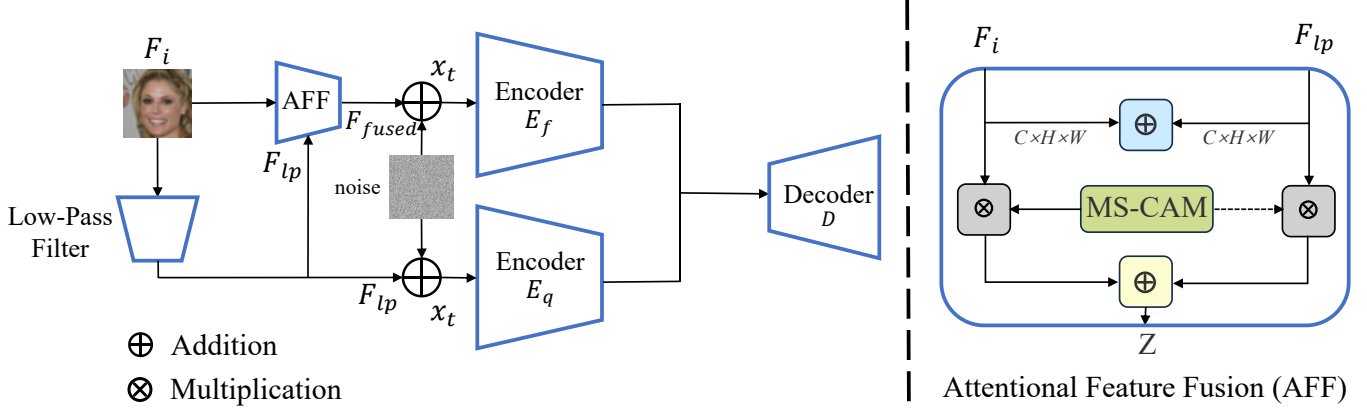 F_i
AFF
F_fused
x_t
Encoder
E_f
F_lp
noise
Low-Pass
Filter
F_lp
x_t
Encoder
E_q
Decoder
D
⊕ Addition
⊗ Multiplication
F_i
F_lp
C×H×W
C×H×W
MS-CAM
Z
Attentional Feature Fusion (AFF)